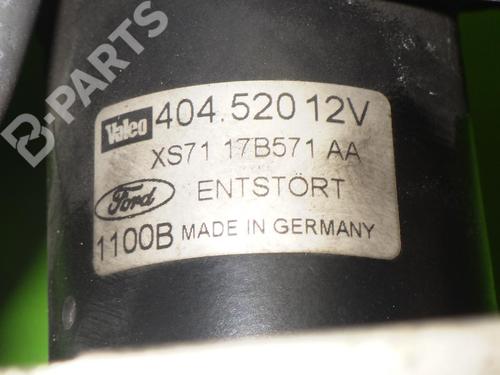 B-PARTS
Valeo 404.520 12V
XS71 17B571 AA
Ford ENTSTÖRT
1100B MADE IN GERMANY